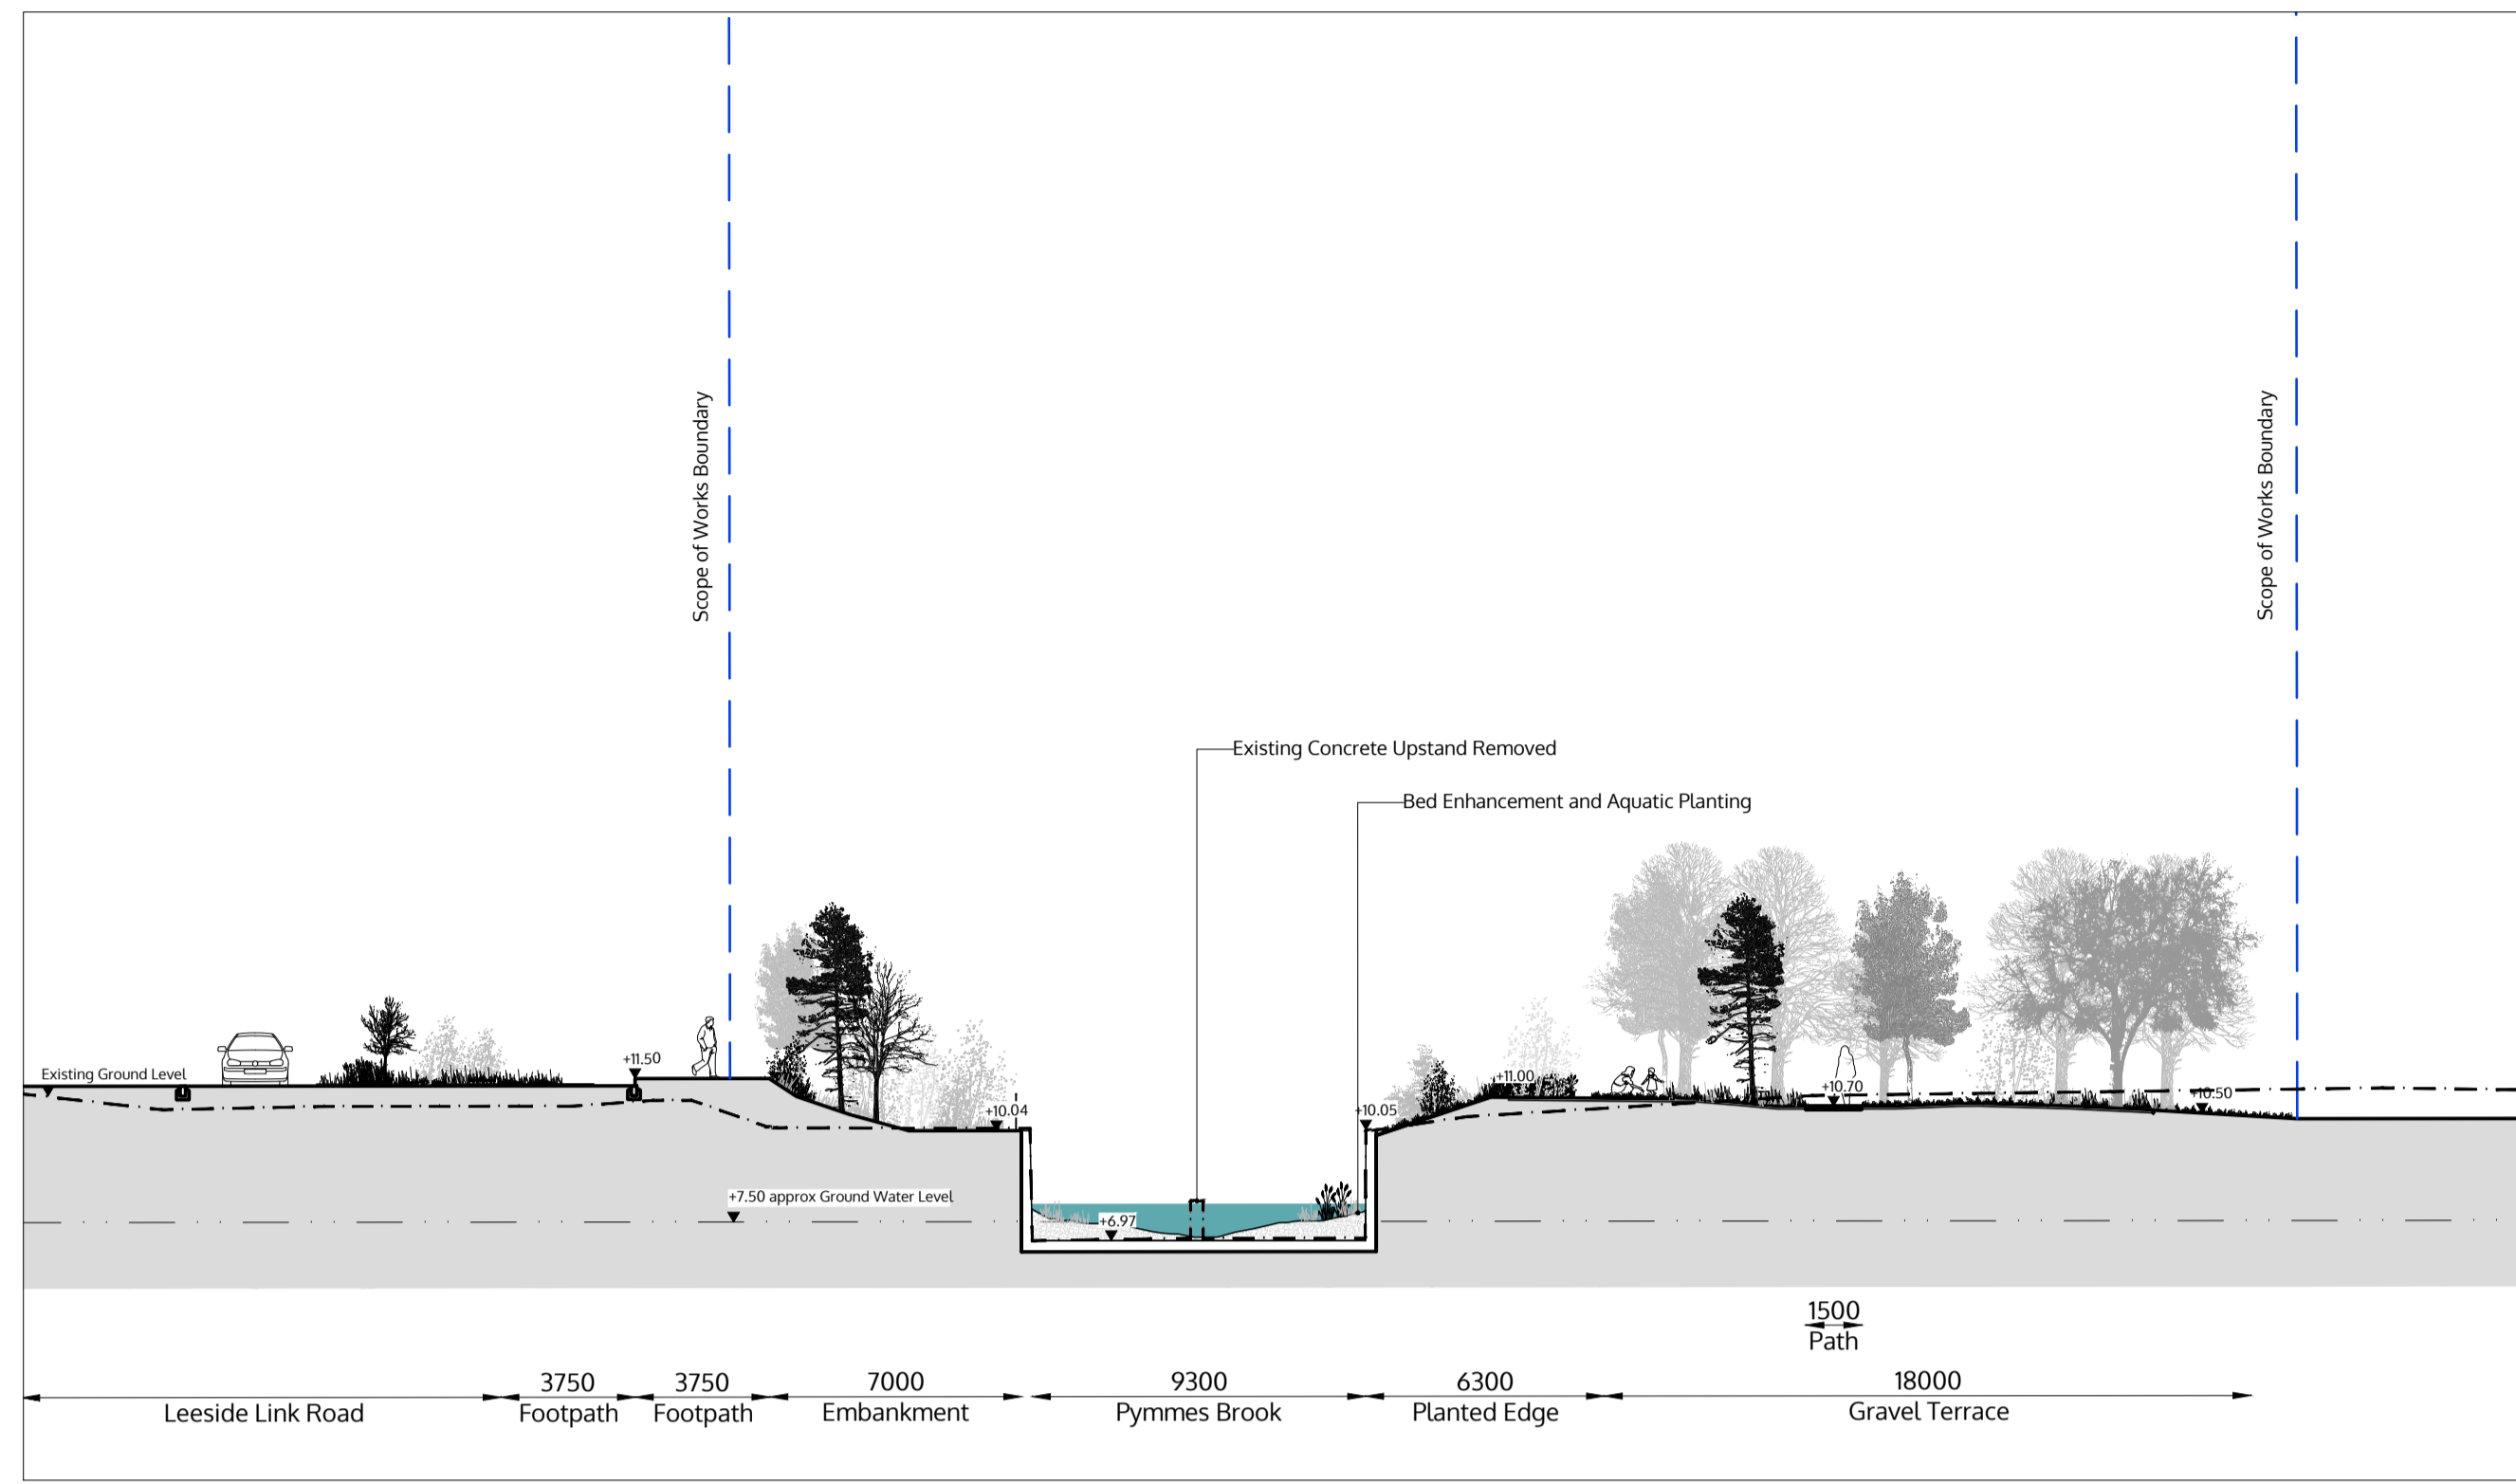 Scope of Works Boundary
Scope of Works Boundary
Existing Concrete Upstand Removed
Bed Enhancement and Aquatic Planting
+11.50
Existing Ground Level
+11.00
+10.70
+10.50
+10.04
+10.05
+7.50 approx Ground Water Level
+6.97
1500
Path
3750
3750
7000
9300
6300
18000
Leeside Link Road
Footpath
Footpath
Embankment
Pymmes Brook
Planted Edge
Gravel Terrace